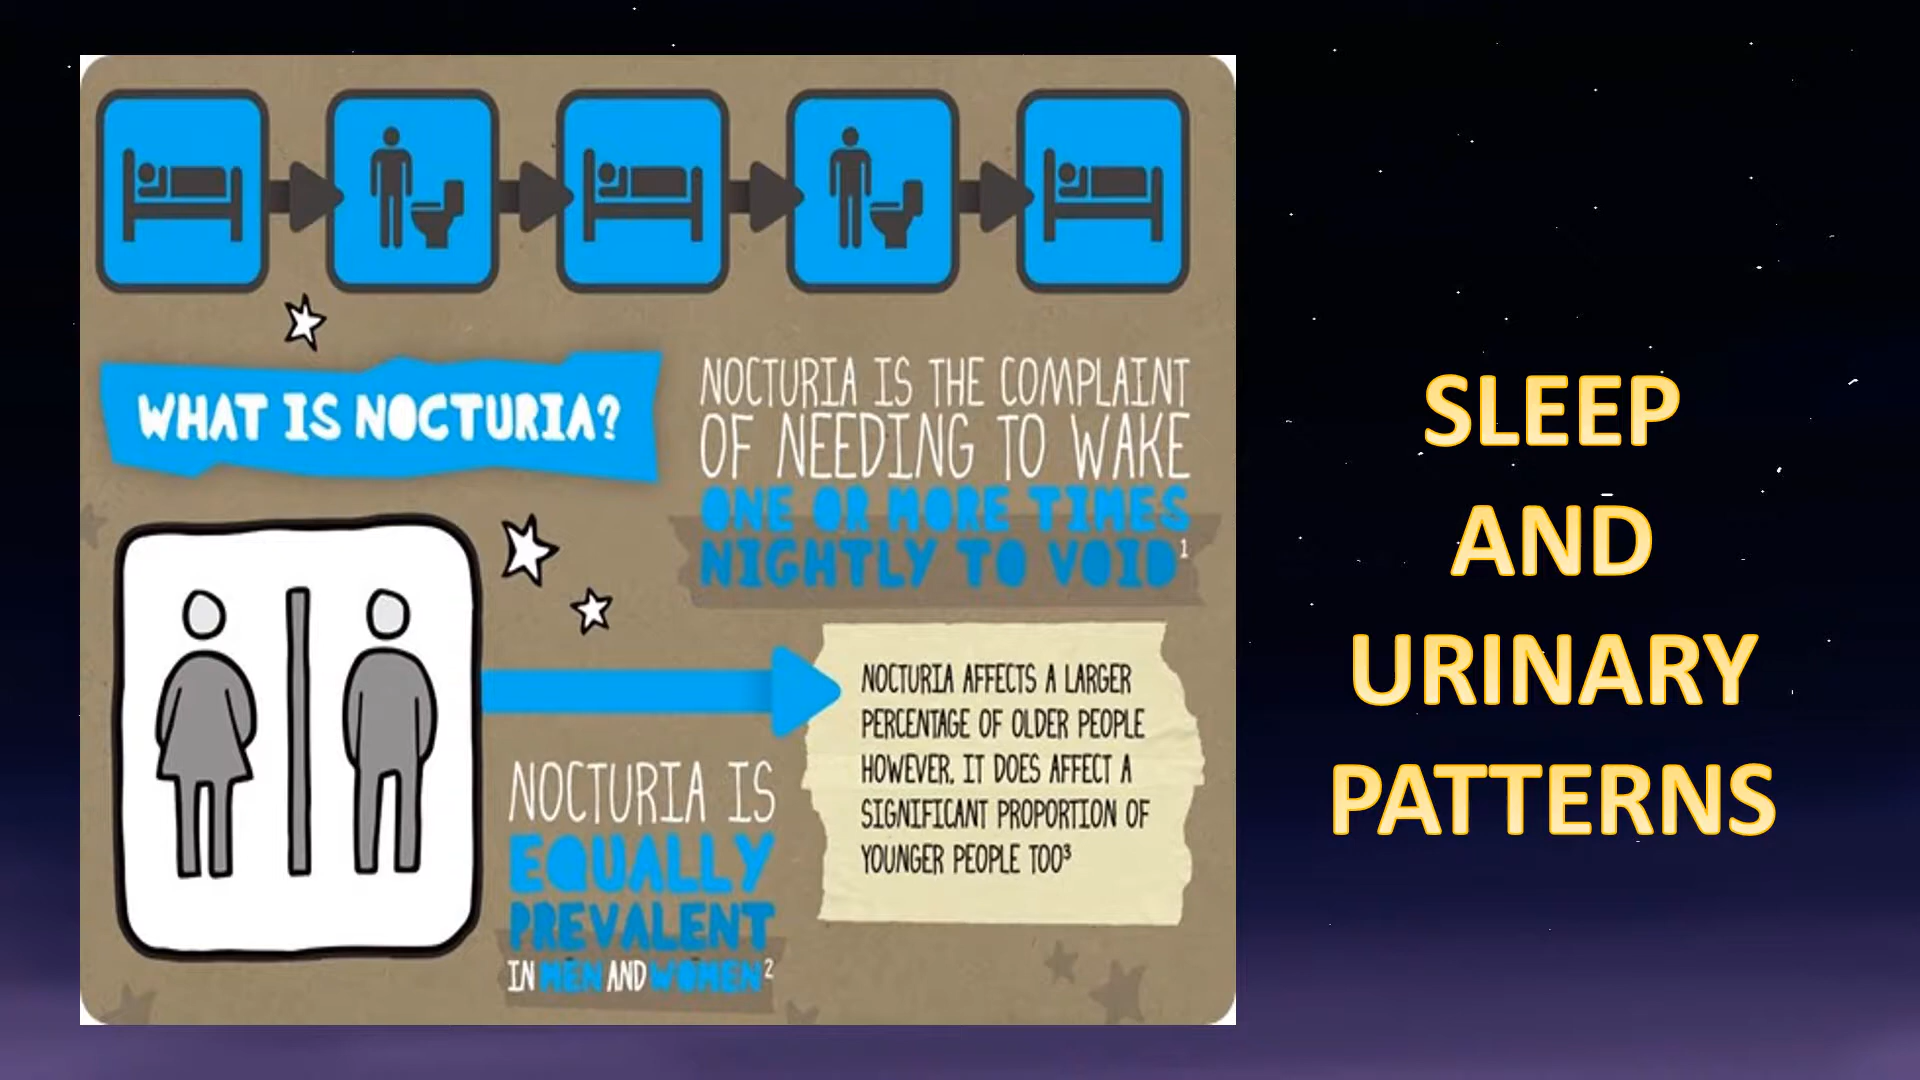 WHAT IS NOCTURIA?
NOCTURIA IS THE COMPLAINT
OF NEEDING TO WAKE
ONE OR MORE TIMES
NIGHTLY TO VOID¹
NOCTURIA IS
EQUALLY
PREVALENT
IN MEN AND WOMEN²
NOCTURIA AFFECTS A LARGER
PERCENTAGE OF OLDER PEOPLE
HOWEVER, IT DOES AFFECT A
SIGNIFICANT PROPORTION OF
YOUNGER PEOPLE TOO³
SLEEP
AND
URINARY
PATTERNS